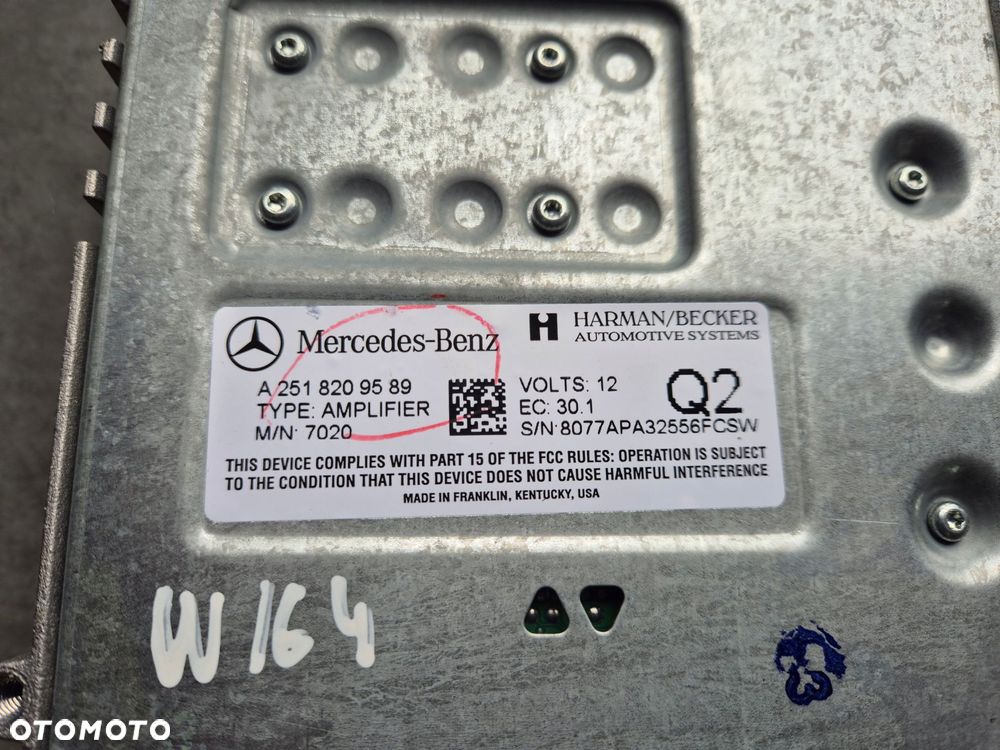 Mercedes-Benz
HARMAN/BECKER
AUTOMOTIVE SYSTEMS
A 251 820 95 89
TYPE: AMPLIFIER
M/N: 7020
VOLTS: 12
EC: 30.1
Q2
S/N:8077APA32556FCSW
THIS DEVICE COMPLIES WITH PART 15 OF THE FCC RULES: OPERATION IS SUBJECT
TO THE CONDITION THAT THIS DEVICE DOES NOT CAUSE HARMFUL INTERFERENCE
MADE IN FRANKLIN, KENTUCKY, USA
W164
OTOMOTO